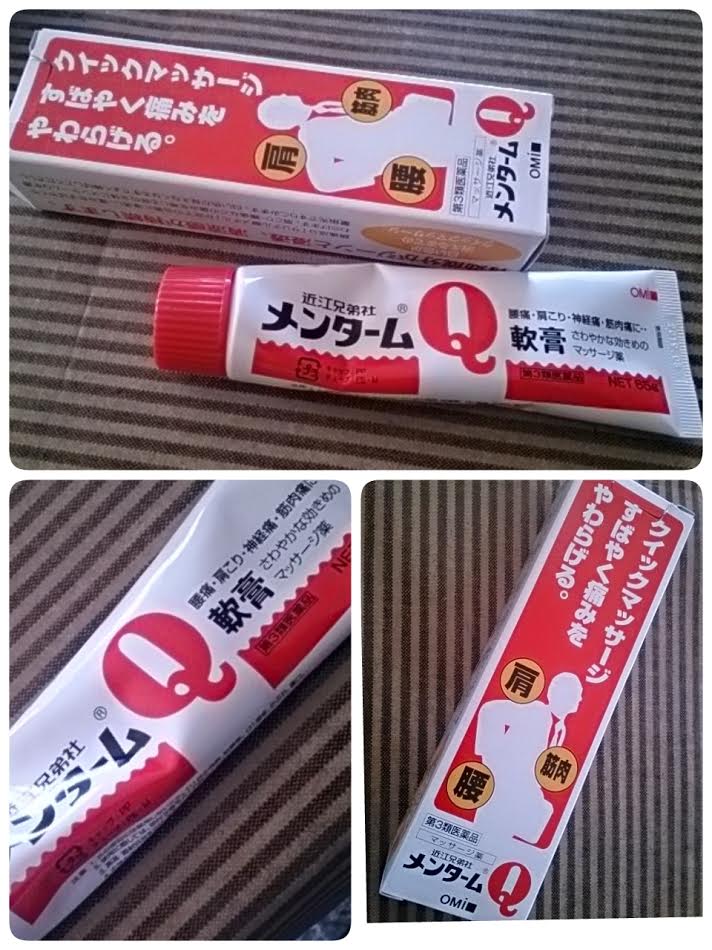 クイックマッサージ
すばやく痛みを
やわらげる。
筋肉
肩
腰
第3類医薬品
マッサージ薬
近江兄弟社
メンターム
Q
OMI
近江兄弟社
メンターム®
Q
軟膏
腰痛・肩こり・神経痛・筋肉痛に…
さわやかな効きめの
マッサージ薬
第3類医薬品
NET 65g
OMI
腰痛・肩こり・神経痛・筋肉痛に
軟膏
さわやかな効きめの
マッサージ薬
NE
第3類医薬品
Q
®
江兄弟社
ンターム
クイックマッサージ
すばやく痛みを
やわらげる。
肩
筋肉
腰
第3類医薬品
マッサージ薬
近江兄弟社
メンターム®
Q
OMI